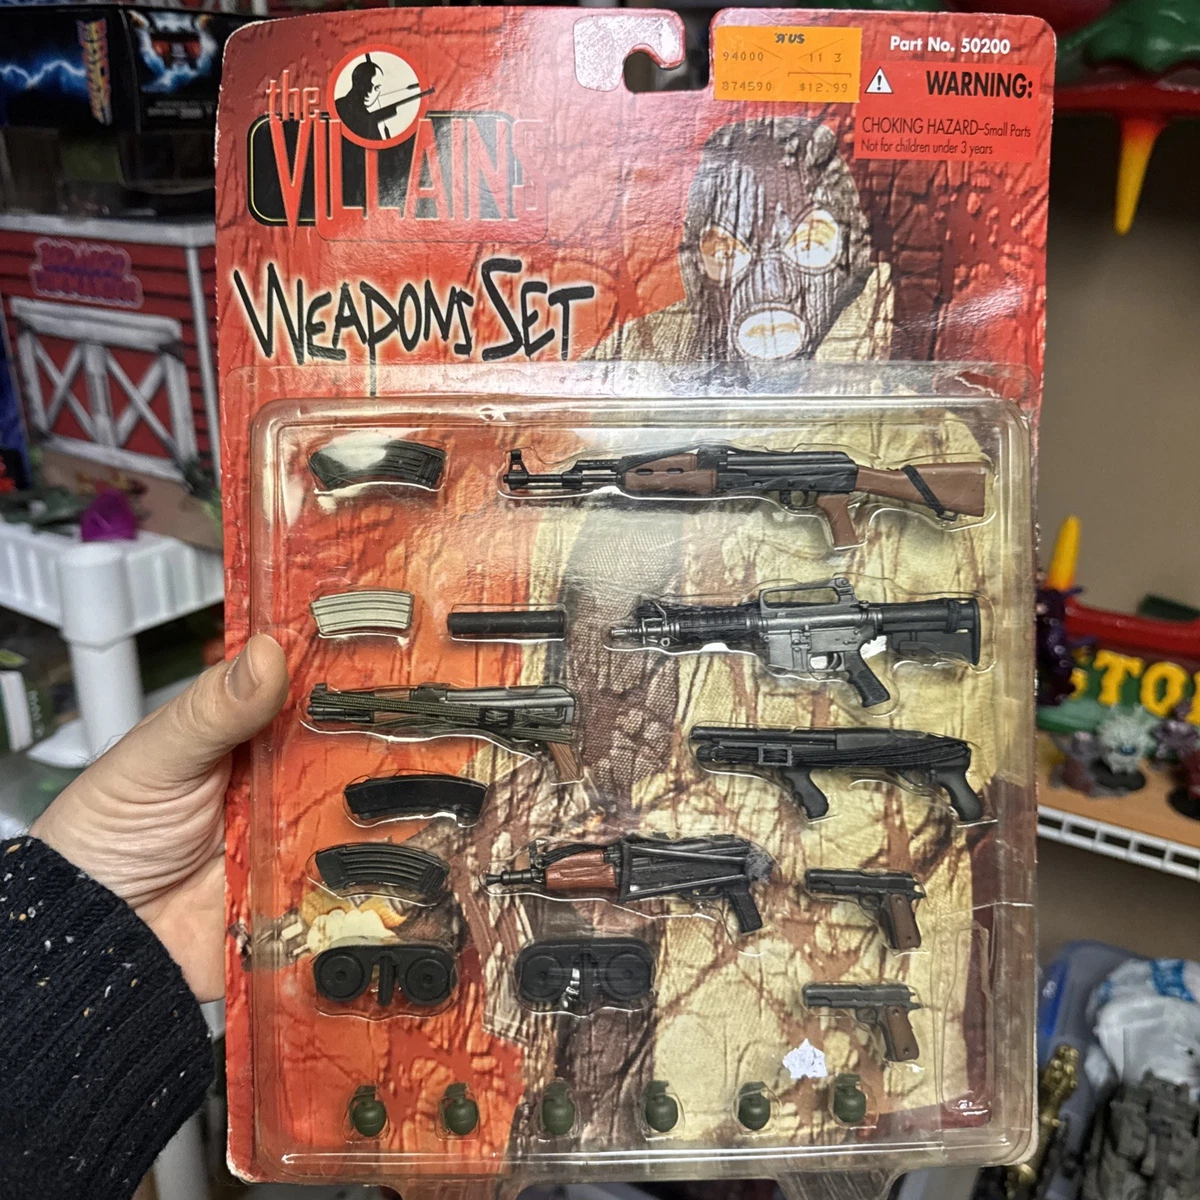 the
VILLAINS
WEAPONS SET
"R" US
94000 11 3
874590 $12.99
Part No. 50200
WARNING:
CHOKING HAZARD–Small Parts
Not for children under 3 years
STO